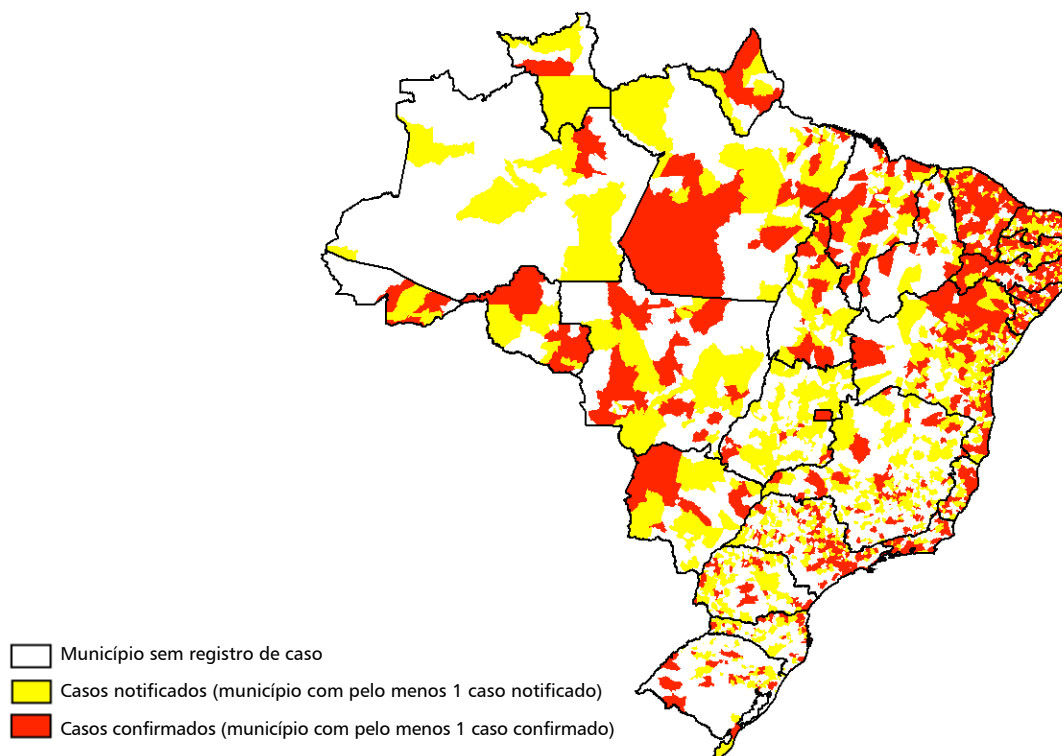 Município sem registro de caso
Casos notificados (município com pelo menos 1 caso notificado)
Casos confirmados (município com pelo menos 1 caso confirmado)